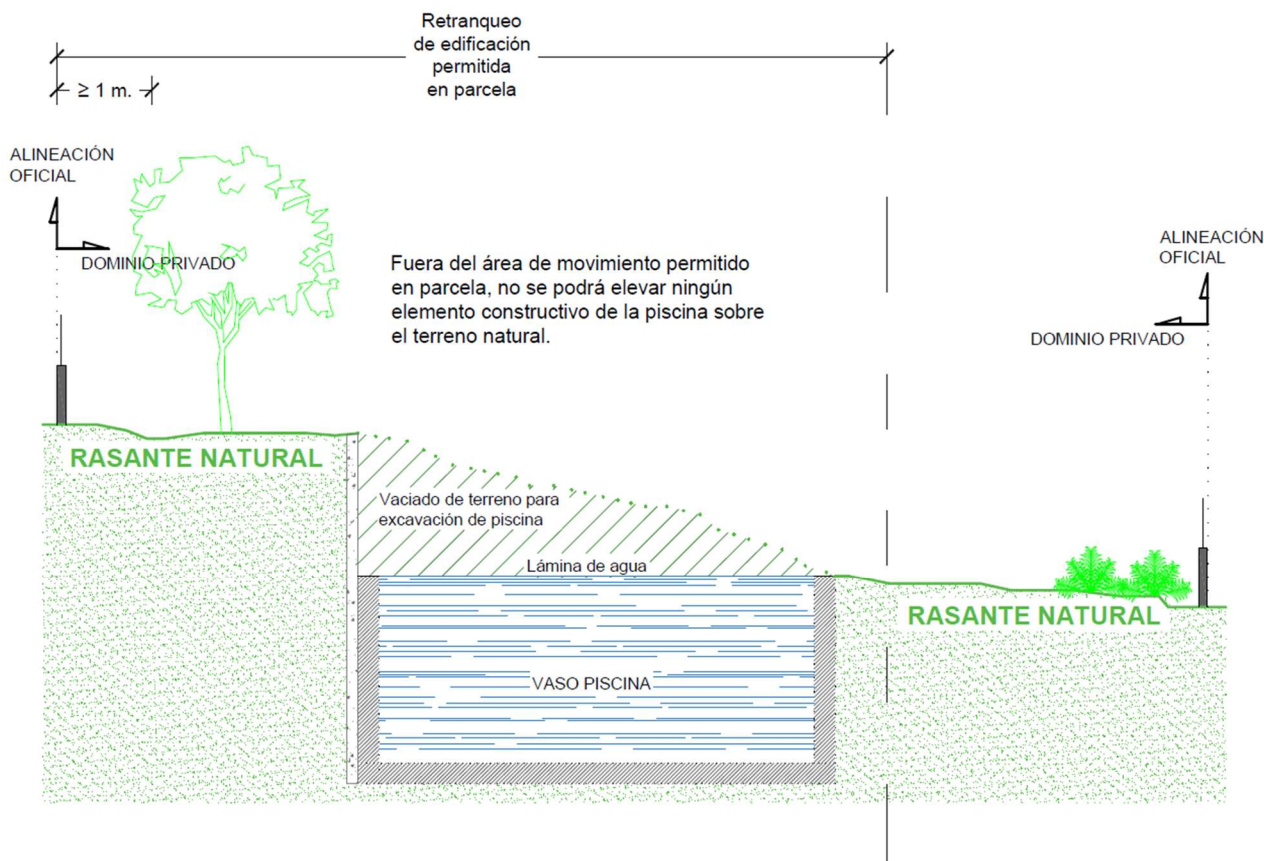 Retranqueo
de edificación
permitida
en parcela
≥ 1 m.
ALINEACIÓN
OFICIAL
DOMINIO PRIVADO
Fuera del área de movimiento permitido
en parcela, no se podrá elevar ningún
elemento constructivo de la piscina sobre
el terreno natural.
ALINEACIÓN
OFICIAL
DOMINIO PRIVADO
RASANTE NATURAL
Vaciado de terreno para
excavación de piscina
Lámina de agua
RASANTE NATURAL
VASO PISCINA